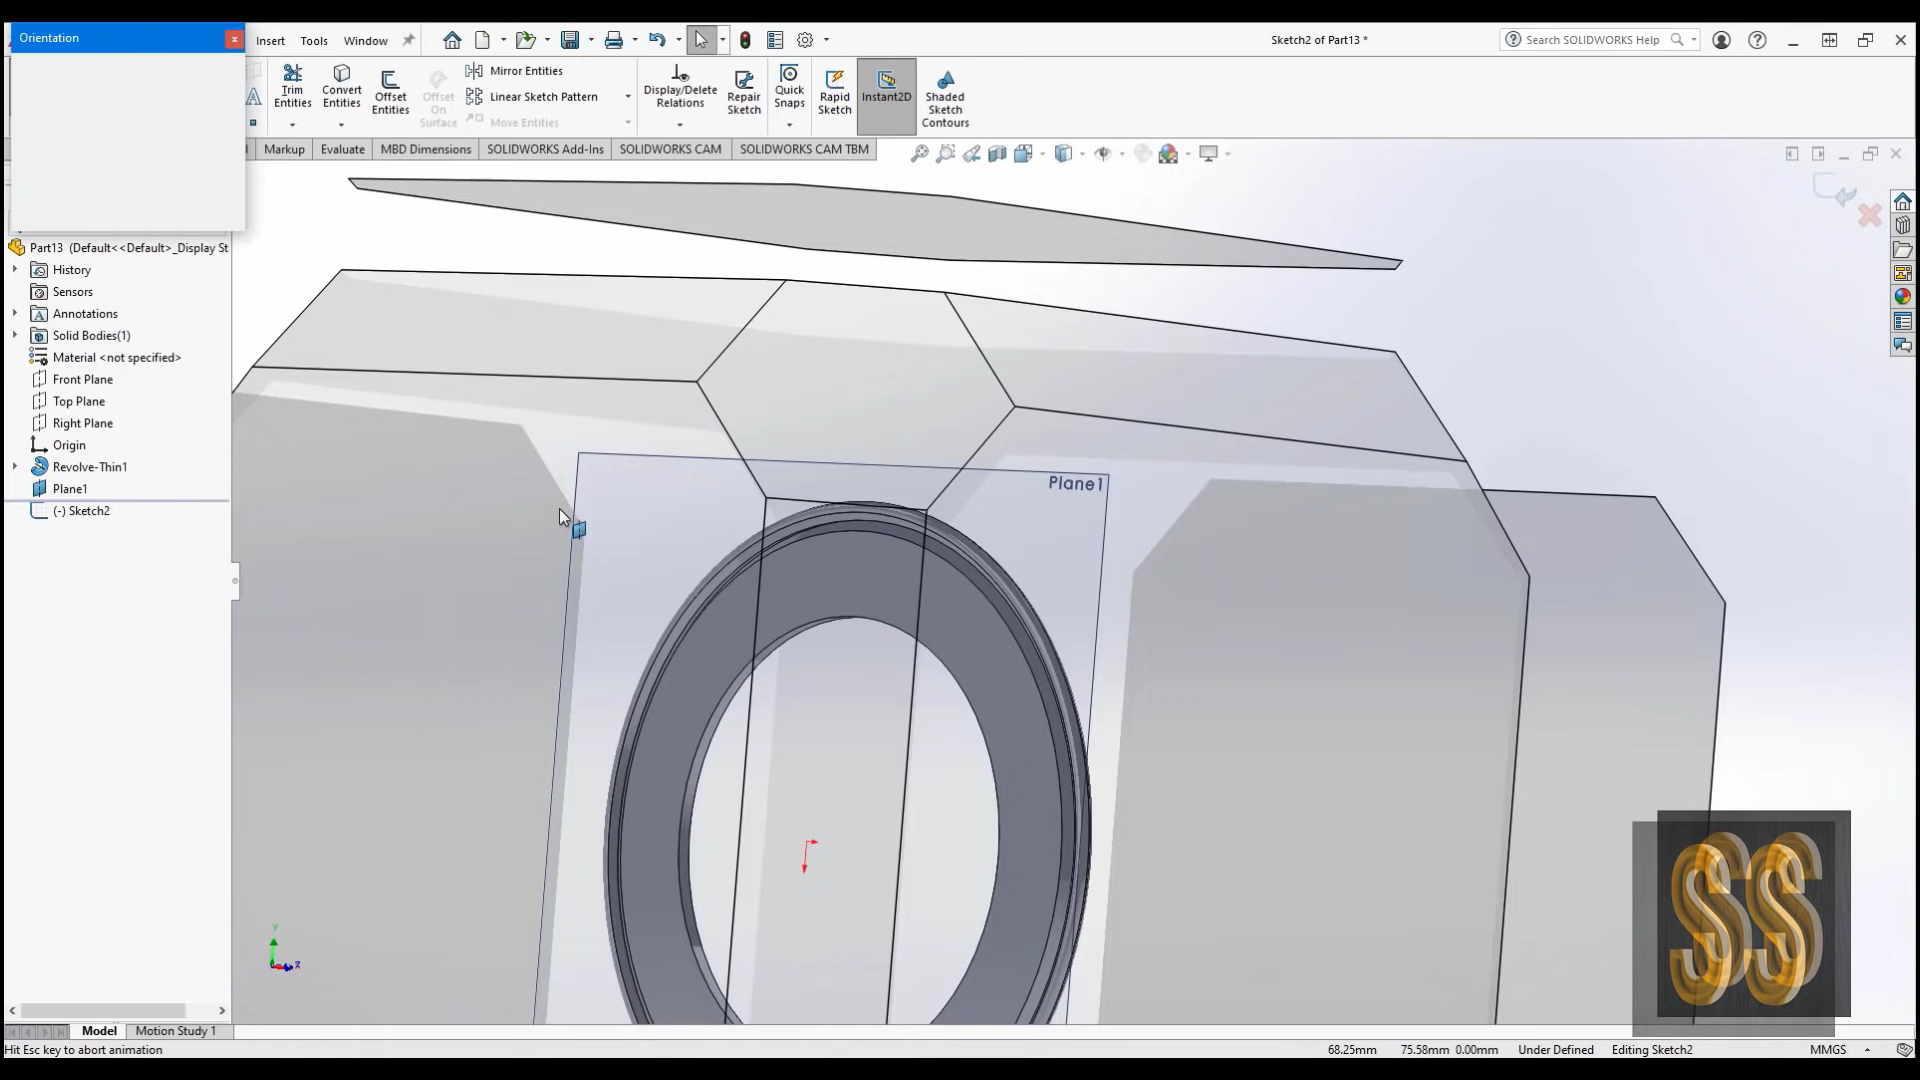 Orientation
Insert
Tools
Window
Sketch2 of Part13 *
Search SOLIDWORKS Help
Trim Entities
Convert Entities
Offset Entities
Offset On Surface
Mirror Entities
Linear Sketch Pattern
Move Entities
Display/Delete Relations
Repair Sketch
Quick Snaps
Rapid Sketch
Instant2D
Shaded Sketch Contours
Markup
Evaluate
MBD Dimensions
SOLIDWORKS Add-Ins
SOLIDWORKS CAM
SOLIDWORKS CAM TBM
Part13 (Default<<Default>_Display St
History
Sensors
Annotations
Solid Bodies(1)
Material <not specified>
Front Plane
Top Plane
Right Plane
Origin
Revolve-Thin1
Plane1
(-) Sketch2
Plane1
Y
Z
SS
Model
Motion Study 1
Hit Esc key to abort animation
68.25mm
75.58mm 0.00mm
Under Defined
Editing Sketch2
MMGS